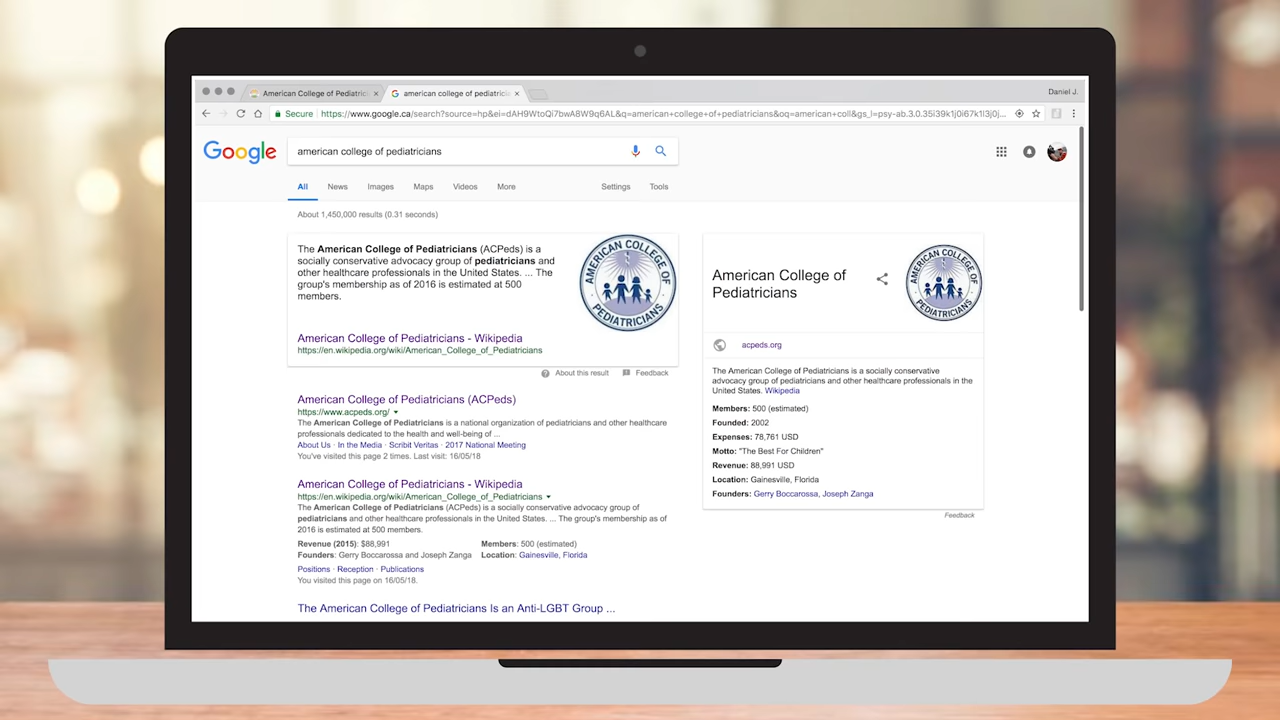 American College of Pediatric
american college of pediatric
Daniel J.
Secure
https://www.google.ca/search?source=hp&ei=dAH9WtoQi7bwA8W9q6AL&q=american+college+of+pediatricians&oq=american+coll&gs_l=psy-ab.3.0.35i39k1j0i67k1l3j0j...
Google
american college of pediatricians
All
News
Images
Maps
Videos
More
Settings
Tools
About 1,450,000 results (0.31 seconds)
The American College of Pediatricians (ACPeds) is a
socially conservative advocacy group of pediatricians and
other healthcare professionals in the United States. ... The
group's membership as of 2016 is estimated at 500
members.
AMERICAN COLLEGE OF
PEDIATRICIANS
American College of Pediatricians - Wikipedia
https://en.wikipedia.org/wiki/American_College_of_Pediatricians
About this result
Feedback
American College of Pediatricians (ACPeds)
https://www.acpeds.org/
The American College of Pediatricians is a national organization of pediatricians and other healthcare
professionals dedicated to the health and well-being of ...
About Us · In the Media · Scribit Veritas · 2017 National Meeting
You've visited this page 2 times. Last visit: 16/05/18
American College of Pediatricians - Wikipedia
https://en.wikipedia.org/wiki/American_College_of_Pediatricians
The American College of Pediatricians (ACPeds) is a socially conservative advocacy group of
pediatricians and other healthcare professionals in the United States. ... The group's membership as of
2016 is estimated at 500 members.
Revenue (2015): $88,991
Members: 500 (estimated)
Founders: Gerry Boccarossa and Joseph Zanga
Location: Gainesville, Florida
Positions · Reception · Publications
You visited this page on 16/05/18.
The American College of Pediatricians Is an Anti-LGBT Group ...
American College of
Pediatricians
AMERICAN COLLEGE OF
PEDIATRICIANS
acpeds.org
The American College of Pediatricians is a socially conservative
advocacy group of pediatricians and other healthcare professionals in the
United States. Wikipedia
Members: 500 (estimated)
Founded: 2002
Expenses: 78,761 USD
Motto: "The Best For Children"
Revenue: 88,991 USD
Location: Gainesville, Florida
Founders: Gerry Boccarossa, Joseph Zanga
Feedback